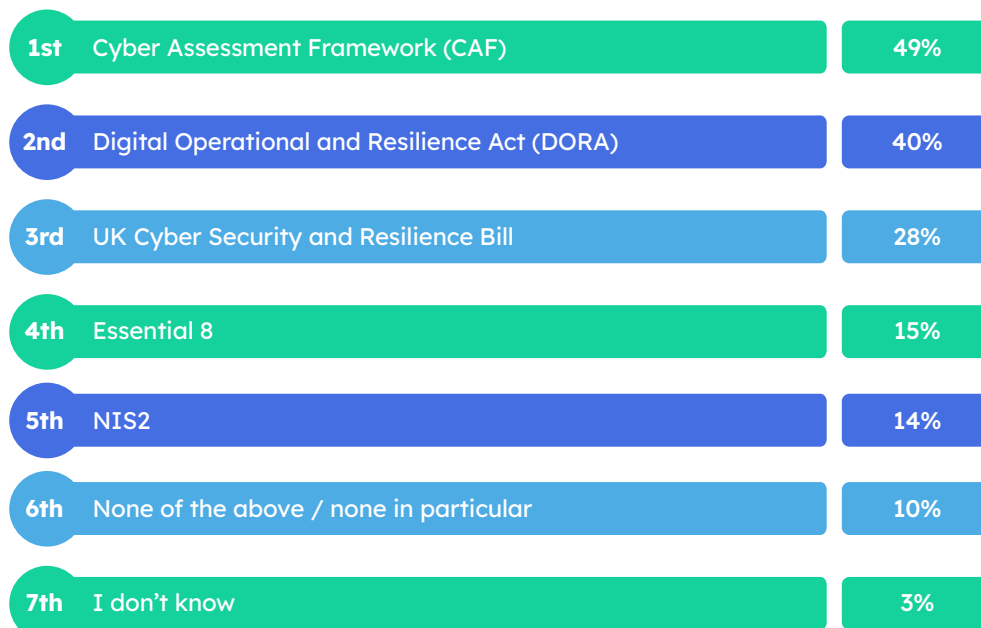 1st Cyber Assessment Framework (CAF) 49%
2nd Digital Operational and Resilience Act (DORA) 40%
3rd UK Cyber Security and Resilience Bill 28%
4th Essential 8 15%
5th NIS2 14%
6th None of the above / none in particular 10%
7th I don’t know 3%